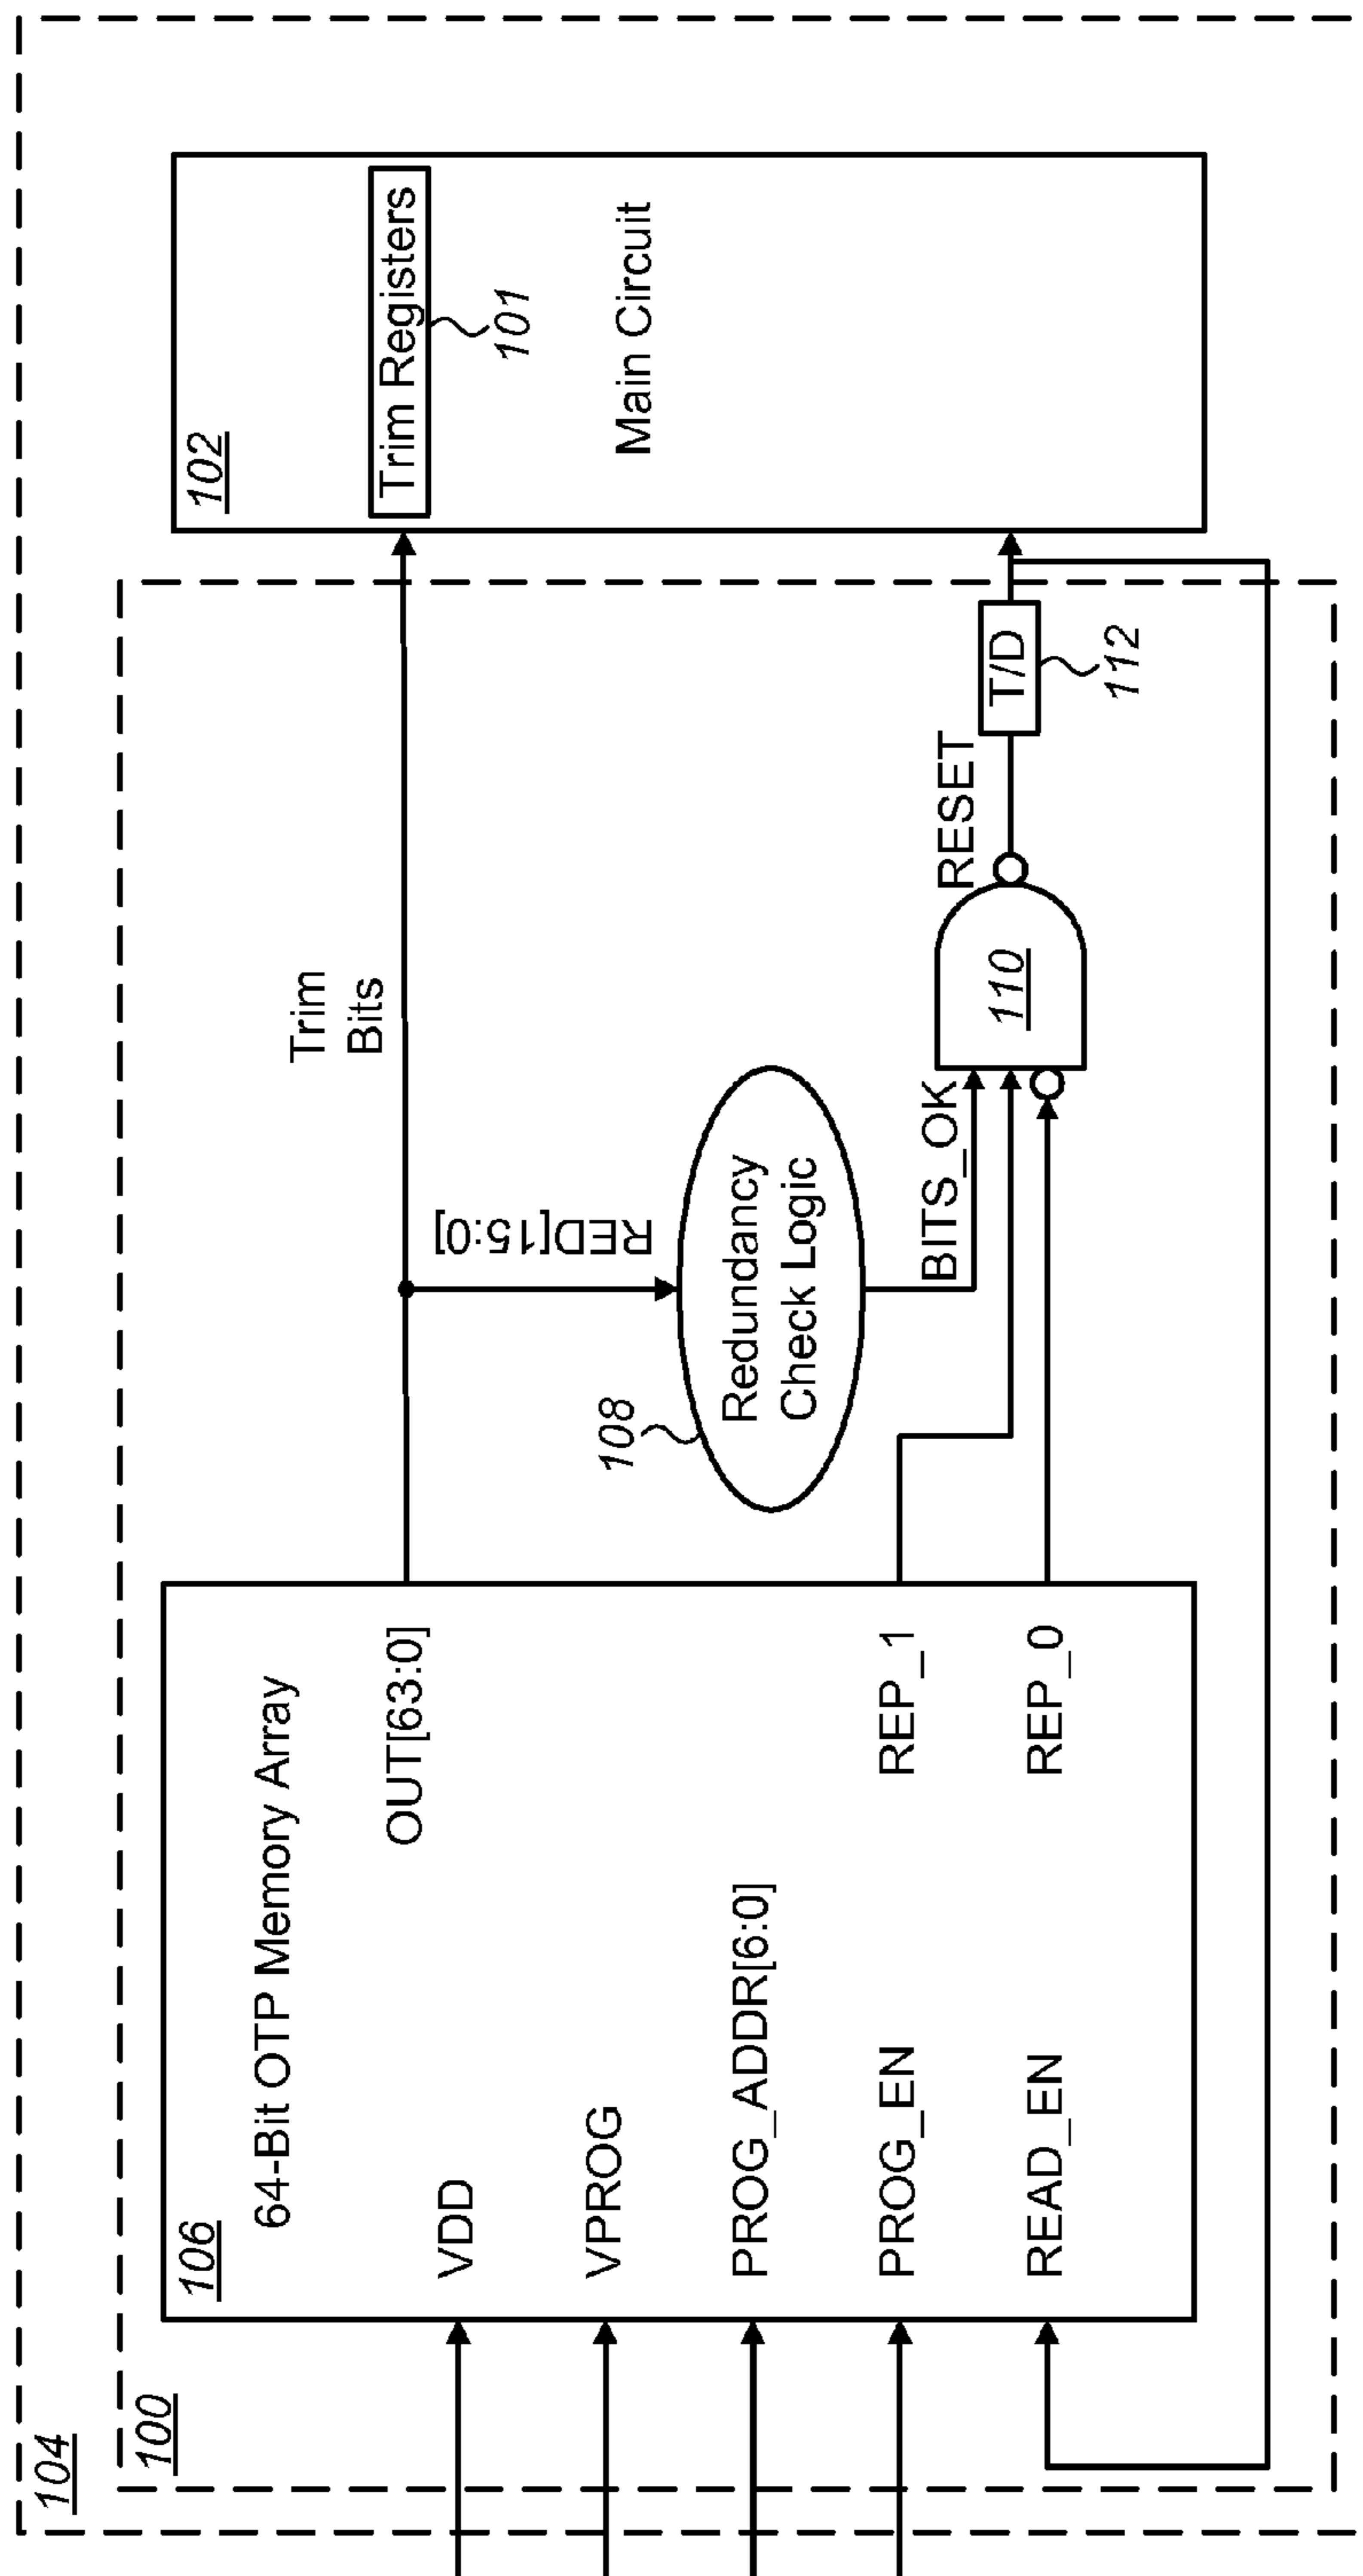 104
100
106
64-Bit OTP Memory Array
VDD
VPROG
PROG_ADDR[6:0]
PROG_EN
READ_EN
OUT[63:0]
REP_1
REP_0
Trim
Bits
RED[15:0]
108
Redundancy
Check Logic
BITS_OK
110
RESET
T/D
112
102
Trim Registers
101
Main Circuit